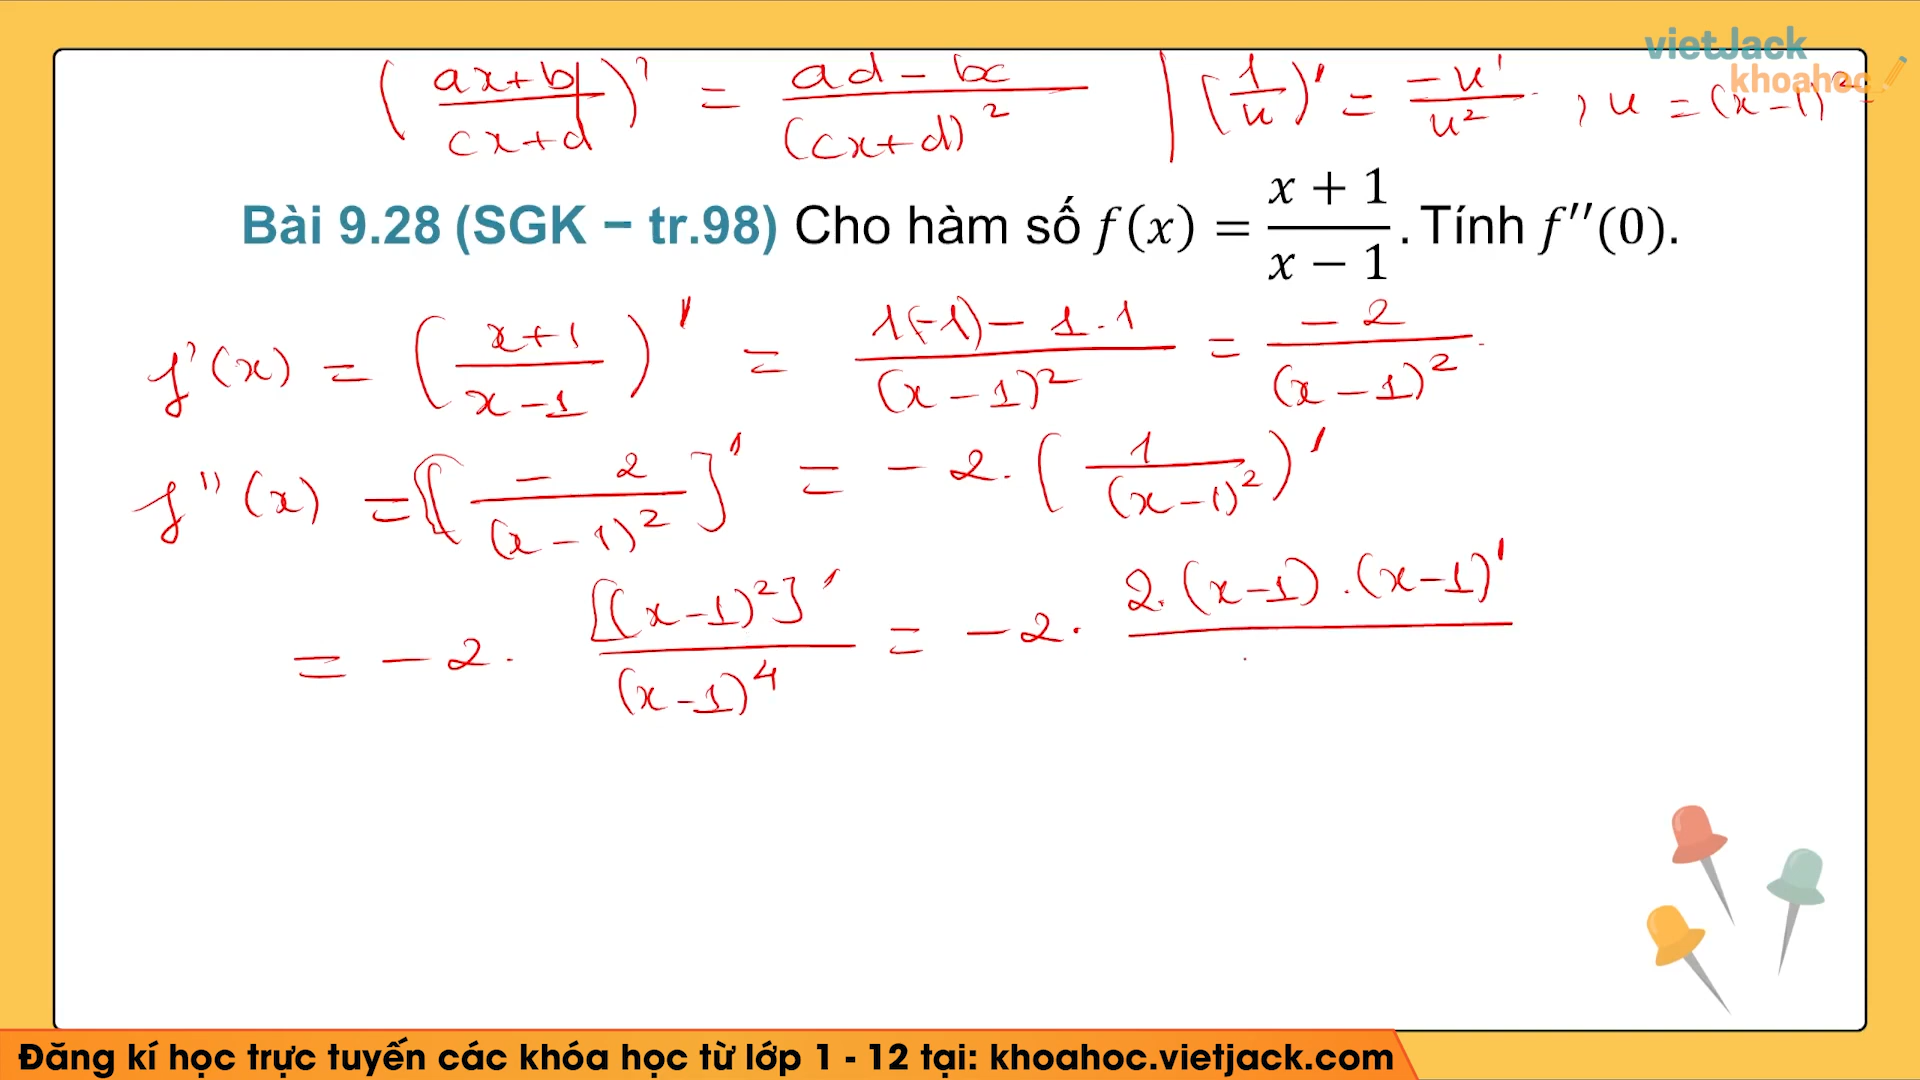 vietJack
khoahoc
(ax+b / cx+d)' = ad - bc / (cx+d)² | (1/u)' = -u' / u² , u = (x-1)²
Bài 9.28 (SGK – tr.98) Cho hàm số f(x) = x + 1 / x − 1 . Tính f′′(0).
f'(x) = (x+1 / x-1)' = 1(-1) - 1.1 / (x-1)² = -2 / (x-1)²
f''(x) = [-2 / (x-1)²]' = -2. (1 / (x-1)²)'
= -2. [(x-1)²]' / (x-1)⁴ = -2. 2.(x-1).(x-1)'
Đăng kí học trực tuyến các khóa học từ lớp 1 - 12 tại: khoahoc.vietjack.com